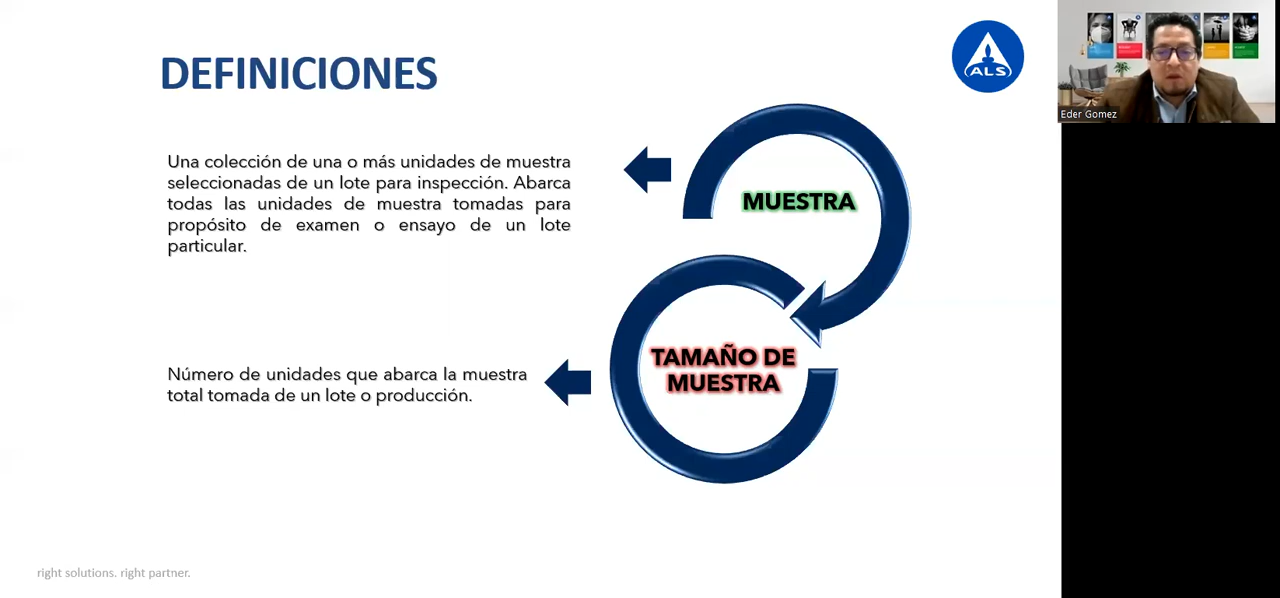 DEFINICIONES
ALS
Eder Gomez
Una colección de una o más unidades de muestra
seleccionadas de un lote para inspección. Abarca
todas las unidades de muestra tomadas para
propósito de examen o ensayo de un lote
particular.
MUESTRA
Número de unidades que abarca la muestra
total tomada de un lote o producción.
TAMAÑO DE
MUESTRA
right solutions. right partner.